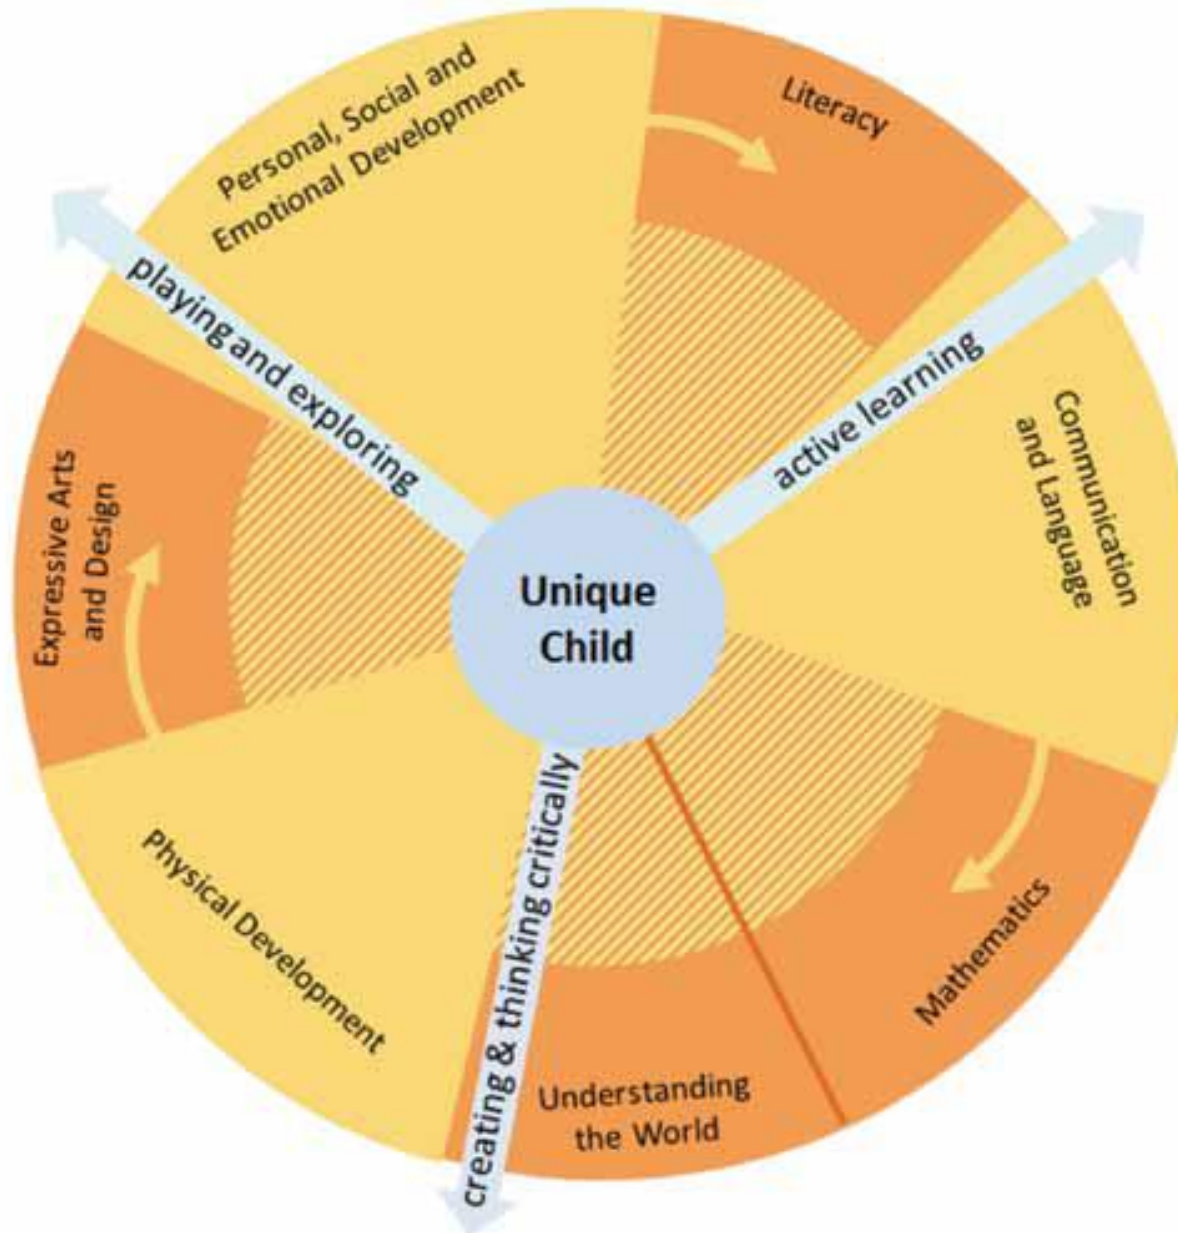 Personal, Social and
Emotional Development
Literacy
playing and exploring
active learning
Communication
and Language
Expressive Arts
and Design
Unique
Child
Physical Development
creating & thinking critically
Mathematics
Understanding
the World